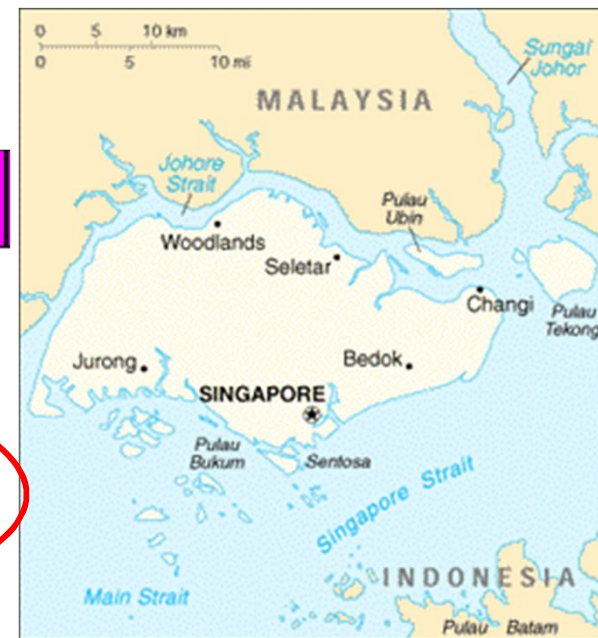 0 5 10 km
0 5 10 mi
Sungai
Johor
MALAYSIA
Johore
Strait
Pulau
Ubin
Woodlands
Seletar
Changi
Pulau
Tekong
Jurong
Bedok
SINGAPORE
Pulau
Bukum
Sentosa
Singapore Strait
INDONESIA
Main Strait
Pulau Batam